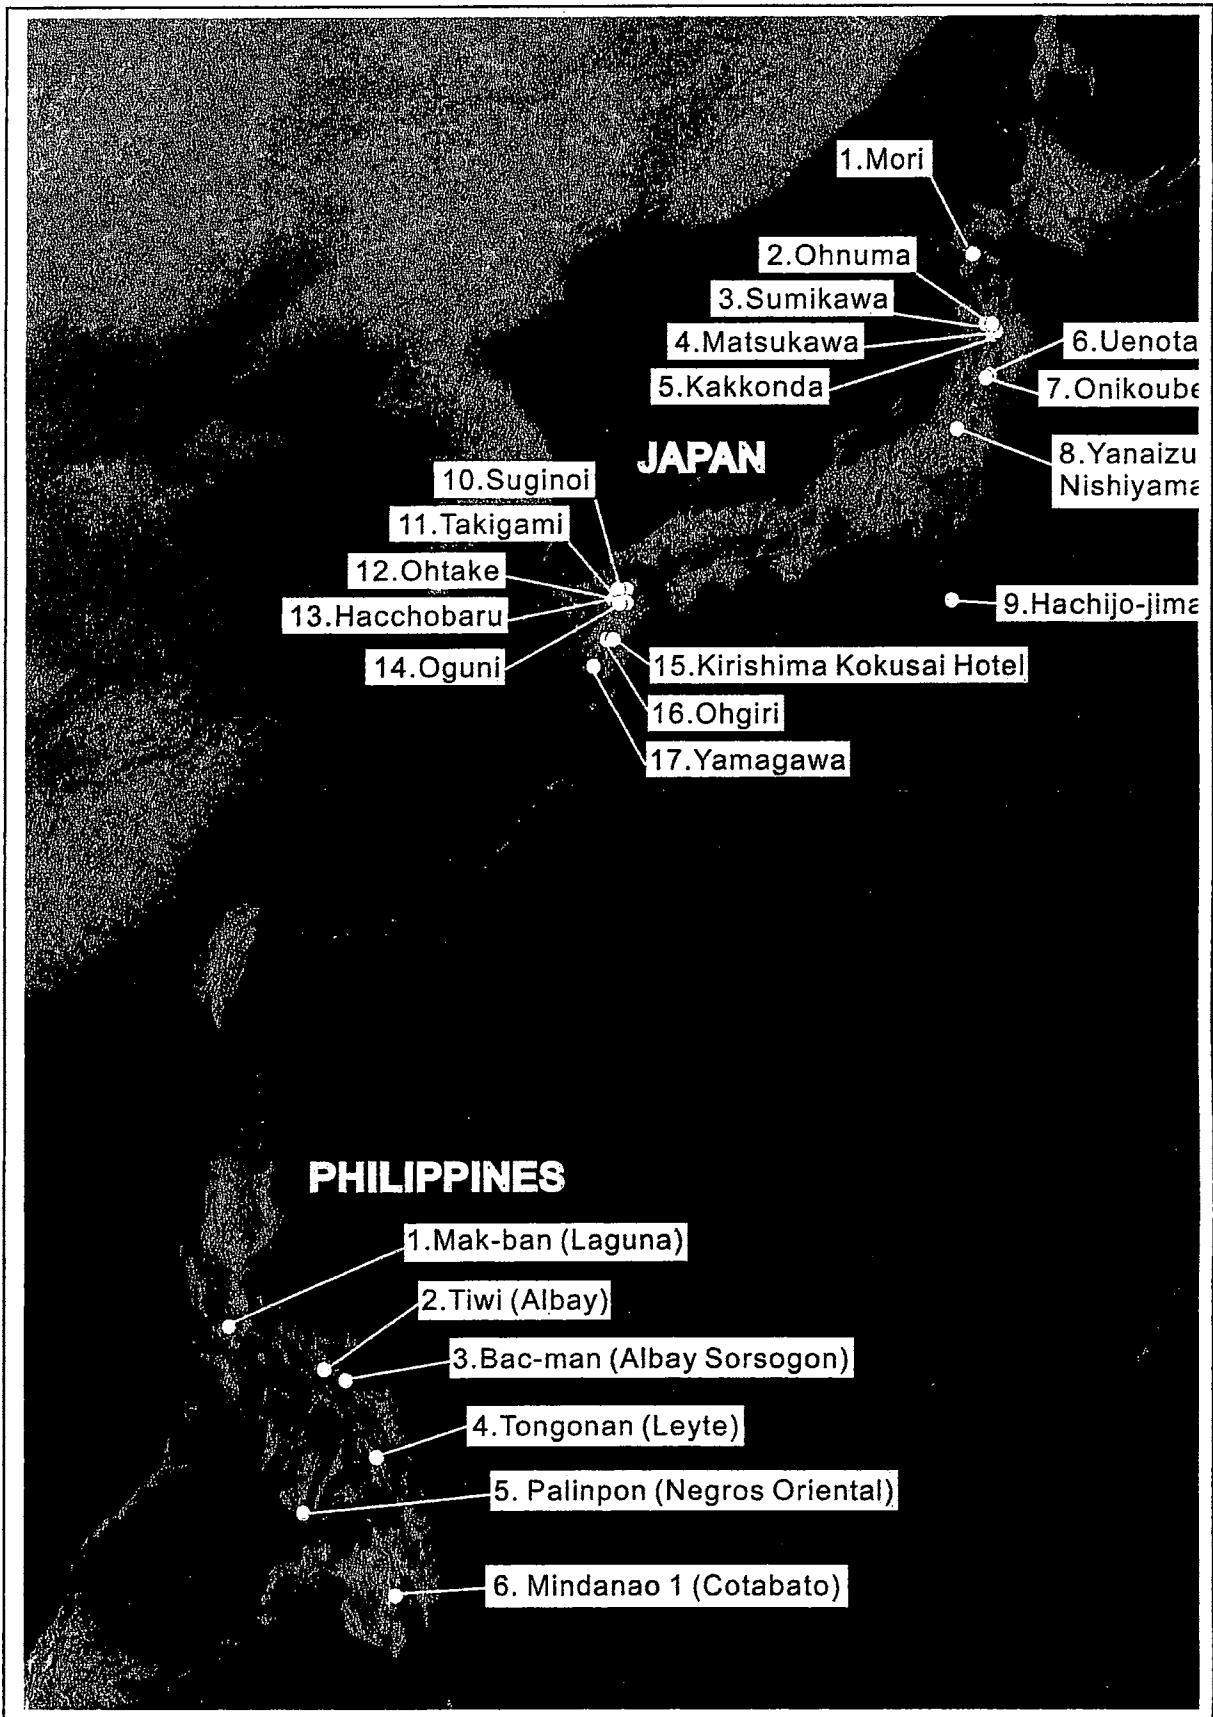 1.Mori
2.Ohnuma
3.Sumikawa
4.Matsukawa
5.Kakkonda
6.Uenota
7.Onikoube
8.Yanaizu
Nishiyama
JAPAN
9.Hachijo-jima
10.Suginoi
11.Takigami
12.Ohtake
13.Hacchobaru
14.Oguni
15.Kirishima Kokusai Hotel
16.Ohgiri
17.Yamagawa
PHILIPPINES
1.Mak-ban (Laguna)
2.Tiwi (Albay)
3.Bac-man (Albay Sorsogon)
4.Tongonan (Leyte)
5. Palinpon (Negros Oriental)
6. Mindanao 1 (Cotabato)